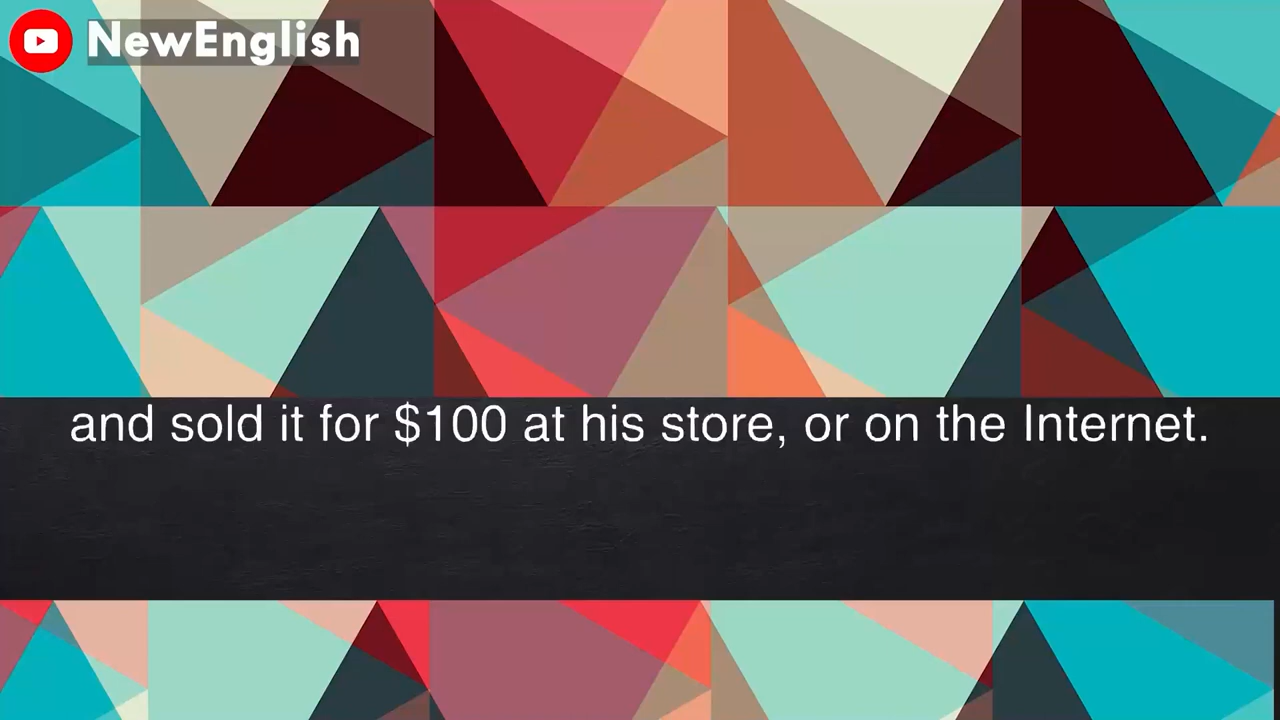 NewEnglish
and sold it for $100 at his store, or on the Internet.